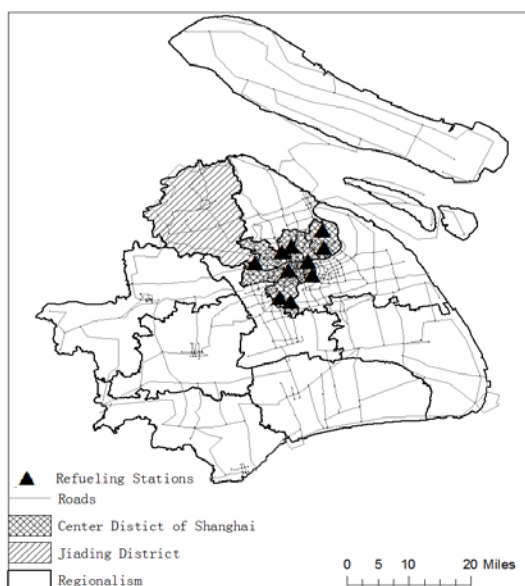 Refueling Stations
Roads
Center Distict of Shanghai
Jiading District
Regionalism
0 5 10 20 Miles